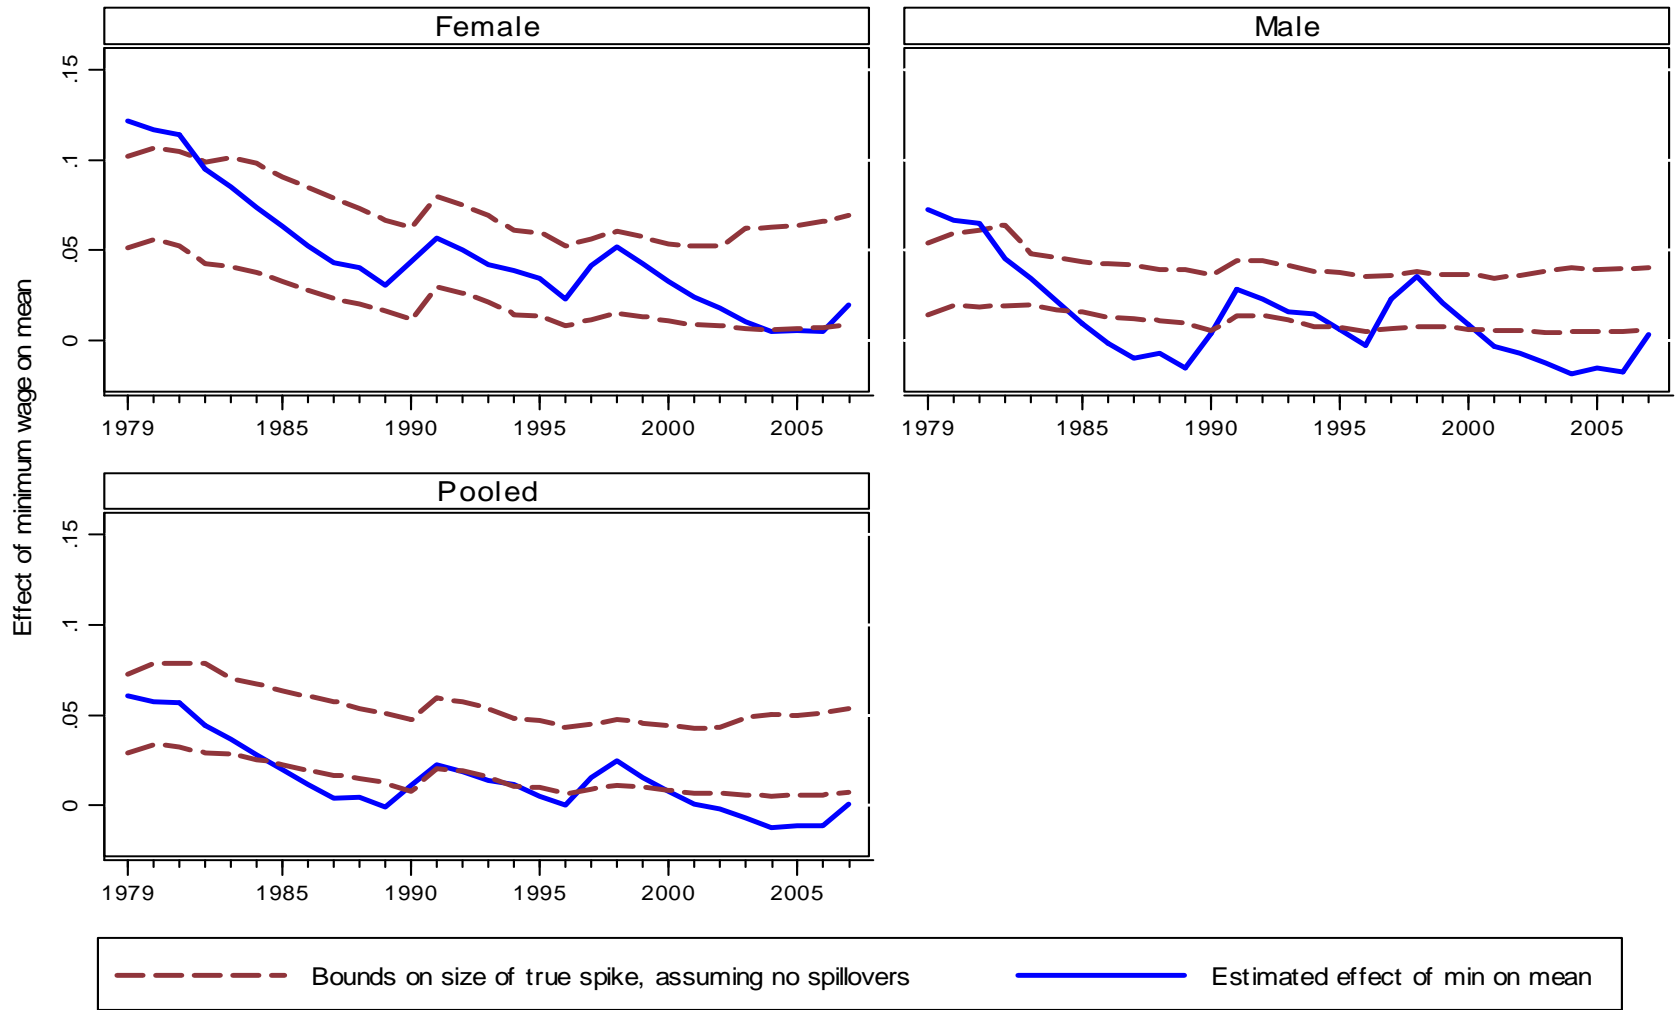 Female
Male
Effect of minimum wage on mean
.15
.1
.05
0
1979 1985 1990 1995 2000 2005
1979 1985 1990 1995 2000 2005
Pooled
.15
.1
.05
0
1979 1985 1990 1995 2000 2005
Bounds on size of true spike, assuming no spillovers
Estimated effect of min on mean